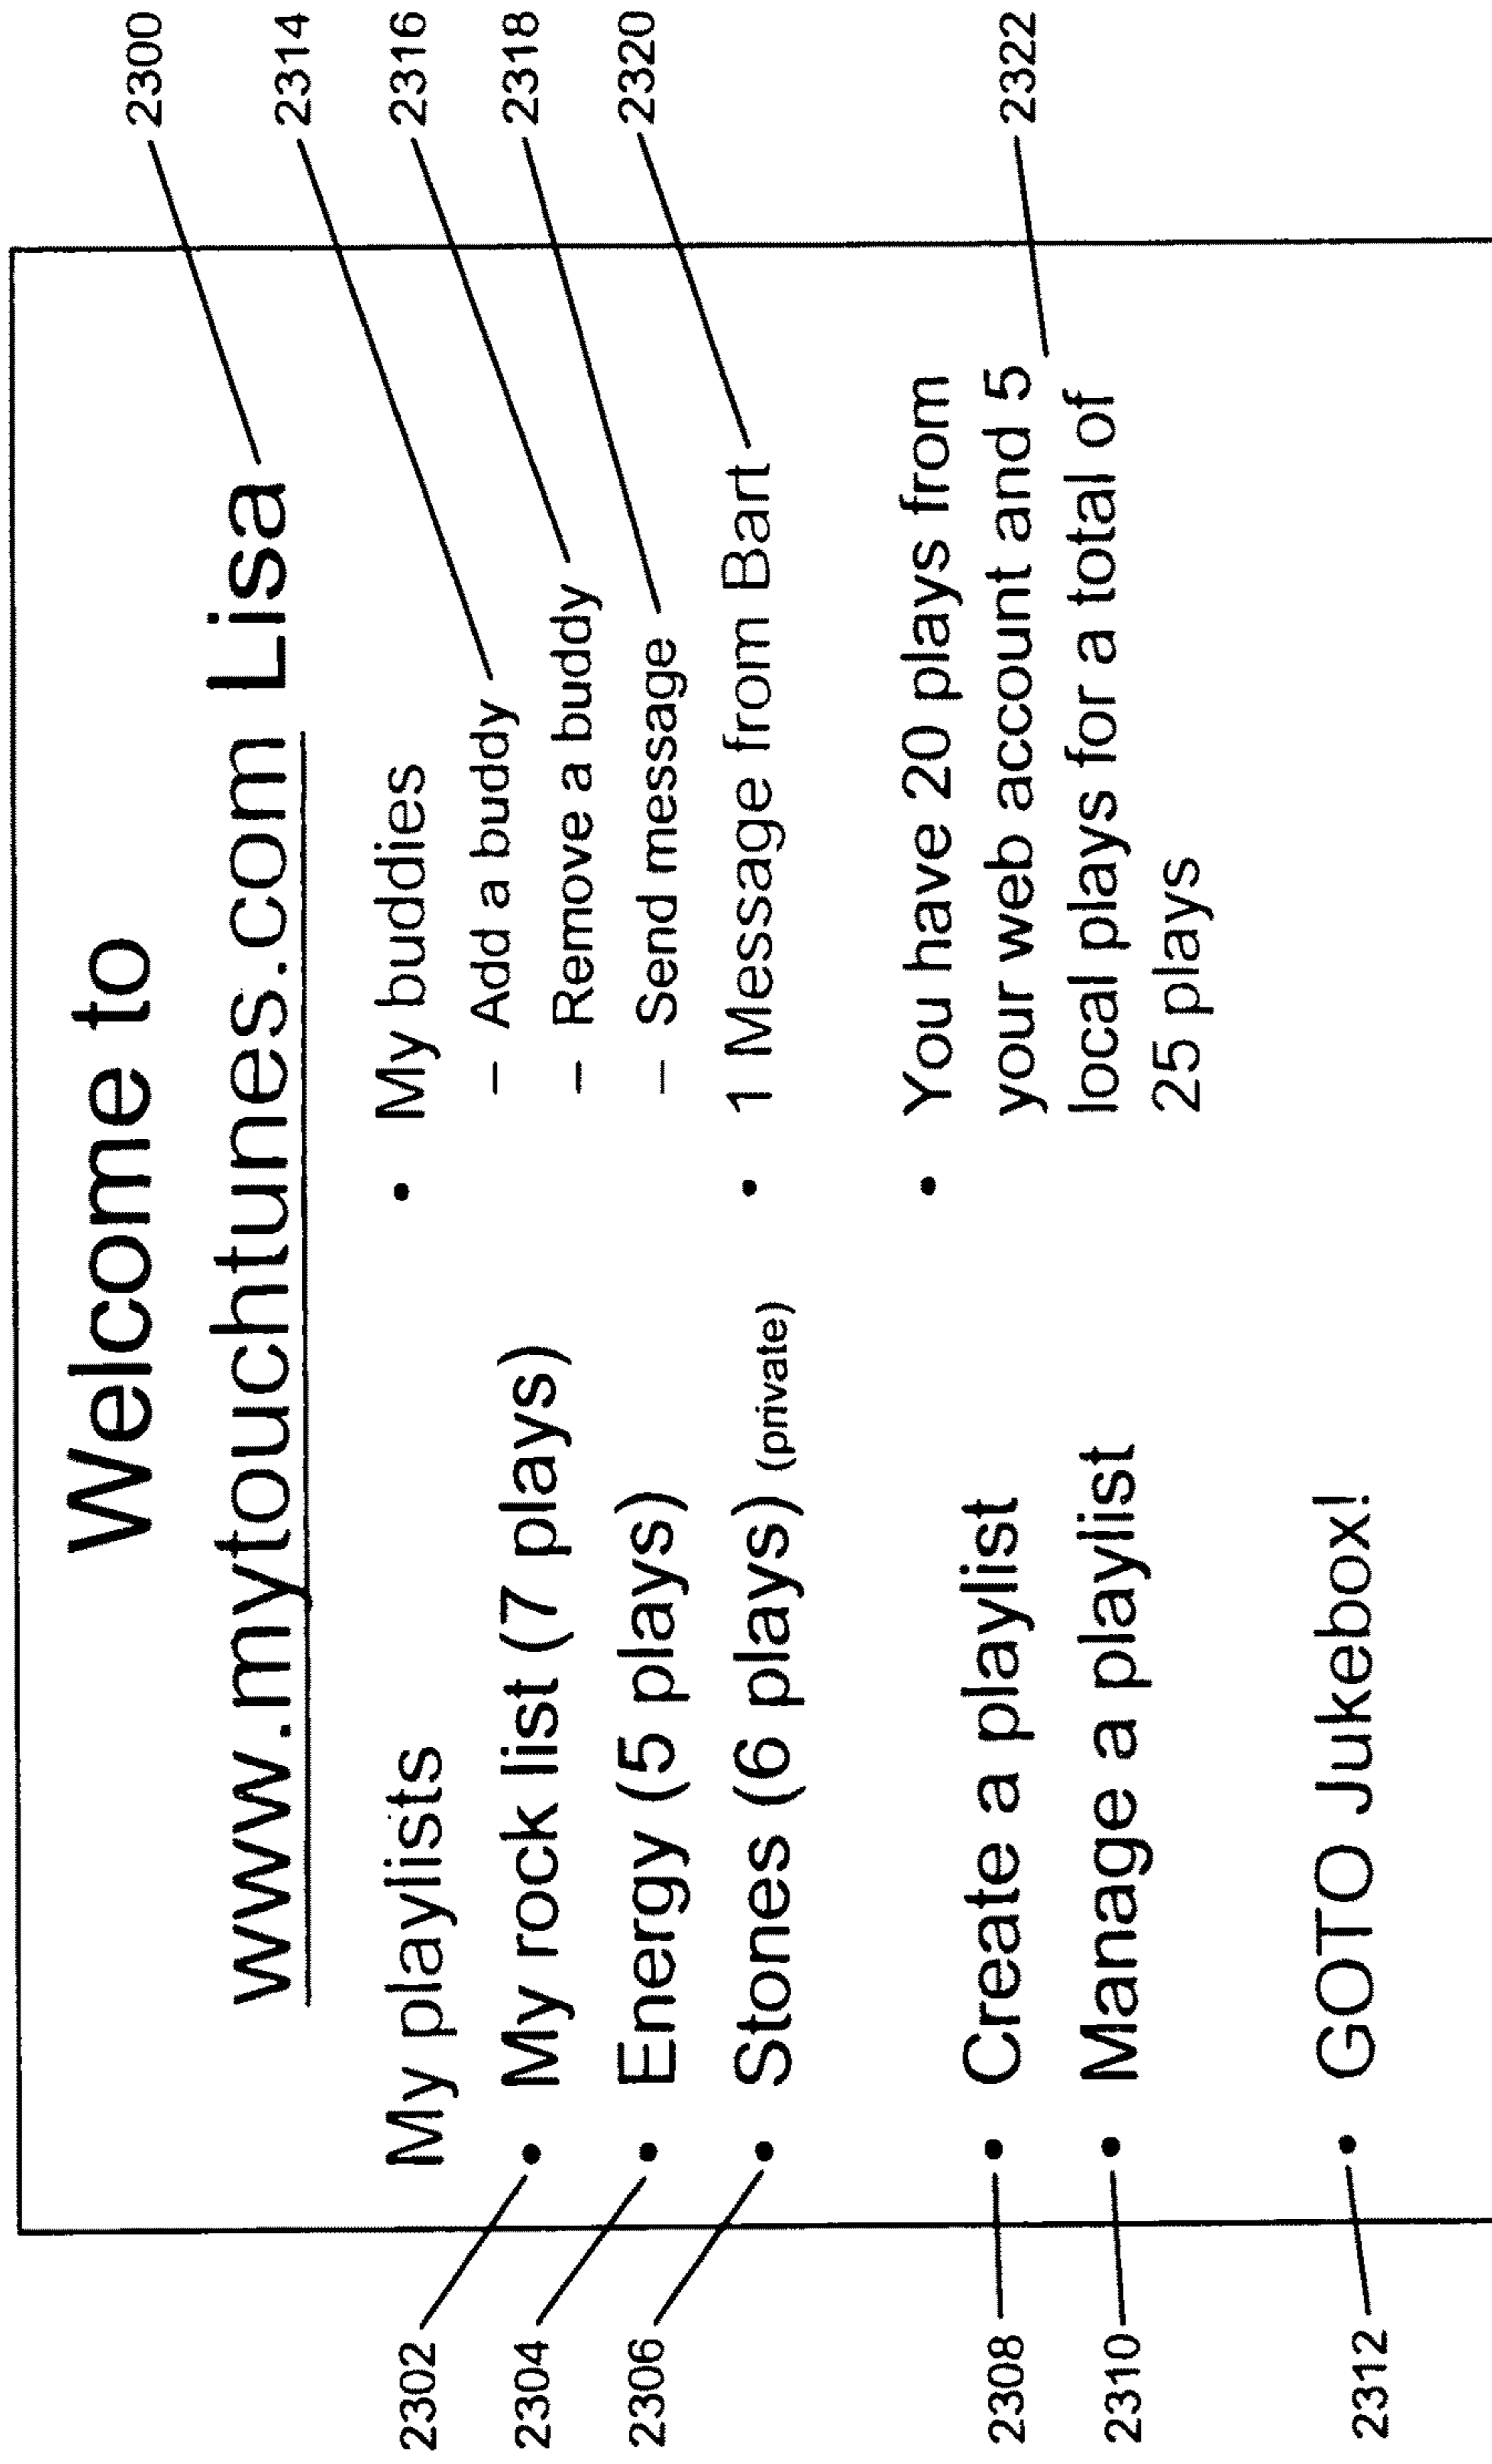 Welcome to
www.mytouchtunes.com Lisa
2300
My playlists
2302
• My rock list (7 plays)
2304
• Energy (5 plays)
2306
• Stones (6 plays) (private)
2308
• Create a playlist
2310
• Manage a playlist
2312
• GOTO Jukebox!
• My buddies
– Add a buddy
2314
– Remove a buddy
2316
– Send message
2318
• 1 Message from Bart
2320
• You have 20 plays from
your web account and 5
local plays for a total of
25 plays
2322